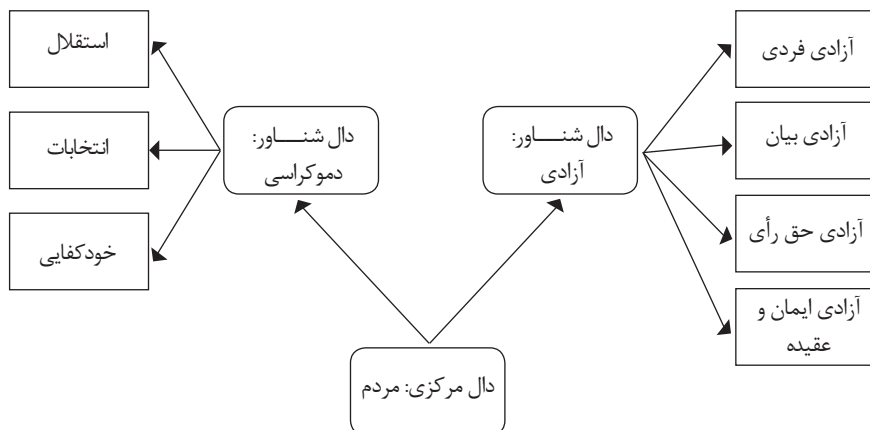 آزادی فردی
آزادی بیان
آزادی حق رأی
آزادی ایمان و
عقیده
دال شنـــاور:
آزادی
دال شنـــاور:
دموکراسی
استقلال
انتخابات
خودکفایی
دال مرکزی: مردم